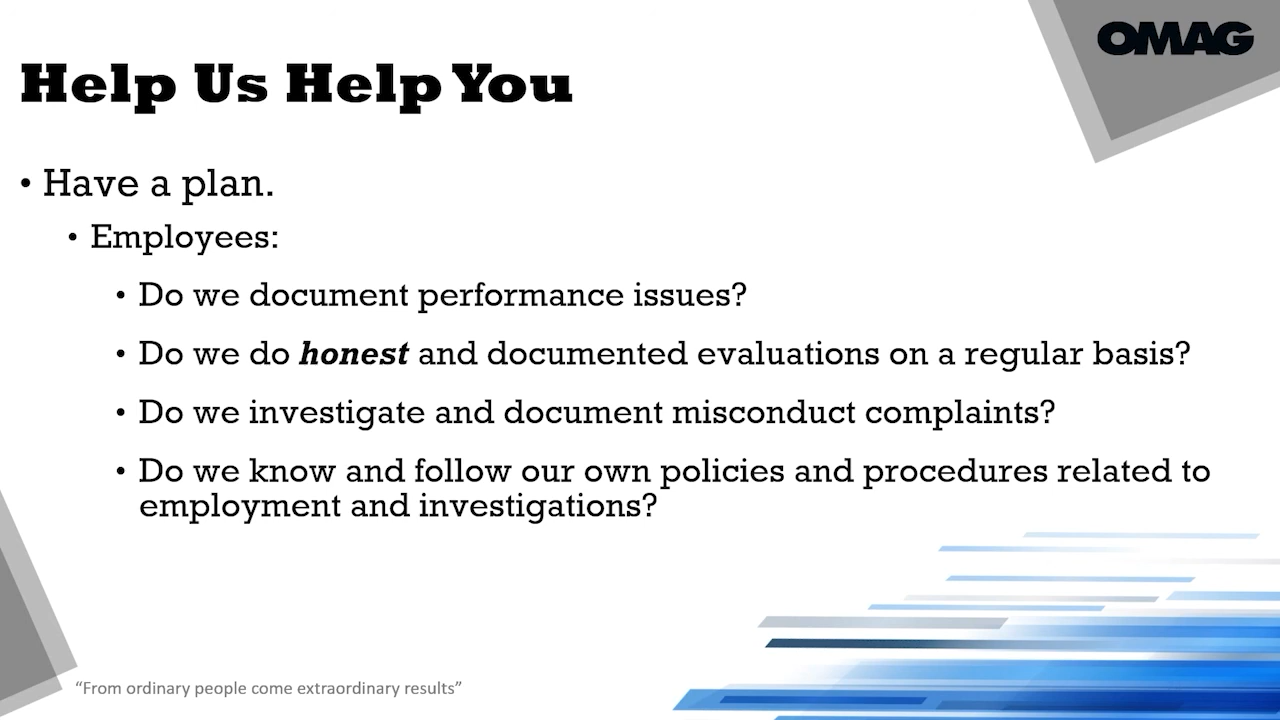 OMAG
Help Us Help You
• Have a plan.
• Employees:
• Do we document performance issues?
• Do we do honest and documented evaluations on a regular basis?
• Do we investigate and document misconduct complaints?
• Do we know and follow our own policies and procedures related to
employment and investigations?
“From ordinary people come extraordinary results”